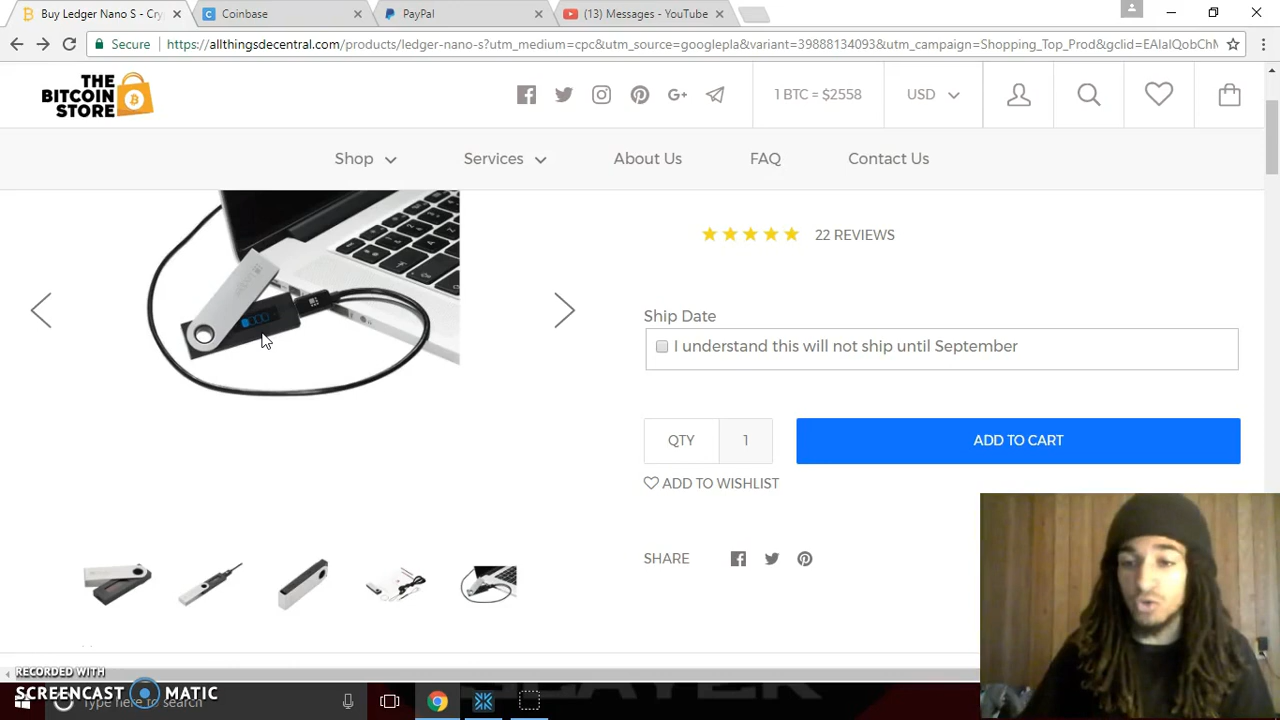 Buy Ledger Nano S - Cry
Coinbase
PayPal
(13) Messages - YouTube
Secure
https://allthingsdecentral.com/products/ledger-nano-s?utm_medium=cpc&utm_source=googlepla&variant=39888134093&utm_campaign=Shopping_Top_Prod&gclid=EAIaIQobChM
THE
BITCOIN
STORE
1 BTC = $2558
USD
Shop
Services
About Us
FAQ
Contact Us
22 REVIEWS
Ship Date
I understand this will not ship until September
QTY
1
ADD TO CART
ADD TO WISHLIST
SHARE
RECORDED WITH
SCREENCAST MATIC
Type here to search